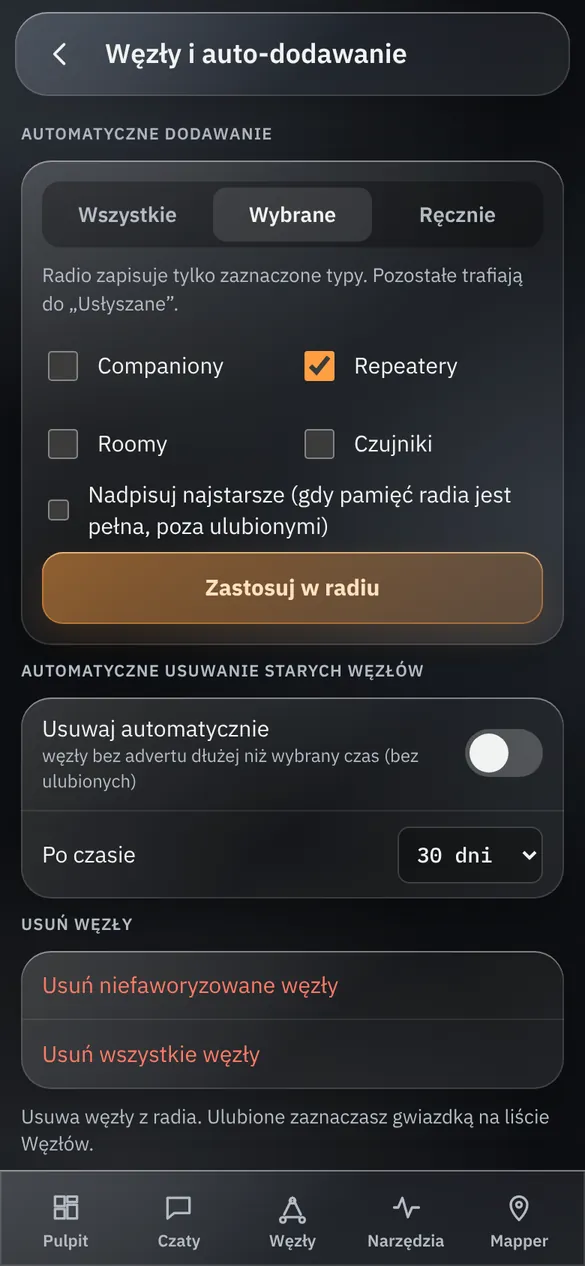 Węzły i auto-dodawanie
AUTOMATYCZNE DODAWANIE
Wszystkie
Wybrane
Ręcznie
Radio zapisuje tylko zaznaczone typy. Pozostałe trafiają
do „Usłyszane”.
Companiony
Repeatery
Roomy
Czujniki
Nadpisuj najstarsze (gdy pamięć radia jest
pełna, poza ulubionymi)
Zastosuj w radiu
AUTOMATYCZNE USUWANIE STARYCH WĘZŁÓW
Usuwaj automatycznie
węzły bez advertu dłużej niż wybrany czas (bez
ulubionych)
Po czasie
30 dni
USUŃ WĘZŁY
Usuń niefaworyzowane węzły
Usuń wszystkie węzły
Usuwa węzły z radia. Ulubione zaznaczasz gwiazdką na liście
Węzłów.
Pulpit
Czaty
Węzły
Narzędzia
Mapper